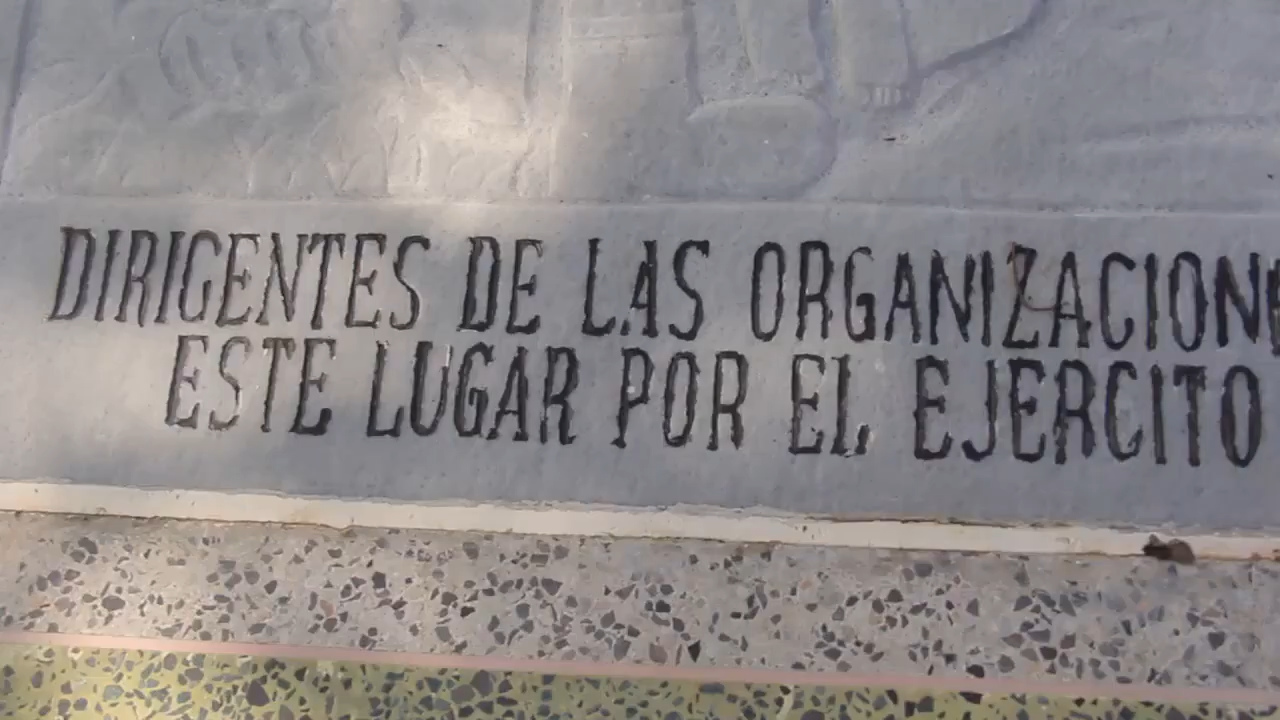 DIRIGENTES DE LAS ORGANIZACIONE
ESTE LUGAR POR EL EJERCITO